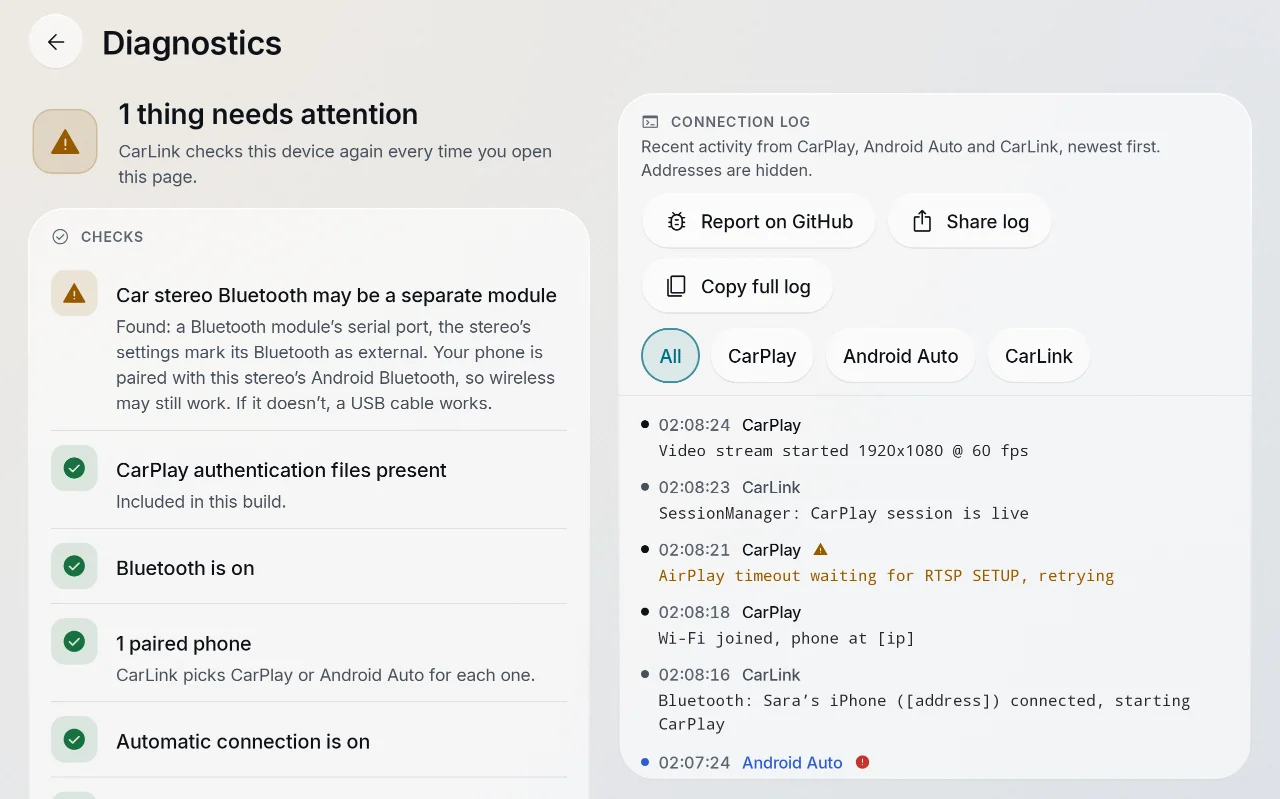 Diagnostics
1 thing needs attention
CarLink checks this device again every time you open
this page.
CHECKS
Car stereo Bluetooth may be a separate module
Found: a Bluetooth module’s serial port, the stereo’s
settings mark its Bluetooth as external. Your phone is
paired with this stereo’s Android Bluetooth, so wireless
may still work. If it doesn’t, a USB cable works.
CarPlay authentication files present
Included in this build.
Bluetooth is on
1 paired phone
CarLink picks CarPlay or Android Auto for each one.
Automatic connection is on
CONNECTION LOG
Recent activity from CarPlay, Android Auto and CarLink, newest first.
Addresses are hidden.
Report on GitHub
Share log
Copy full log
All
CarPlay
Android Auto
CarLink
02:08:24 CarPlay
Video stream started 1920x1080 @ 60 fps
02:08:23 CarLink
SessionManager: CarPlay session is live
02:08:21 CarPlay
AirPlay timeout waiting for RTSP SETUP, retrying
02:08:18 CarPlay
Wi-Fi joined, phone at [ip]
02:08:16 CarLink
Bluetooth: Sara’s iPhone ([address]) connected, starting
CarPlay
02:07:24 Android Auto